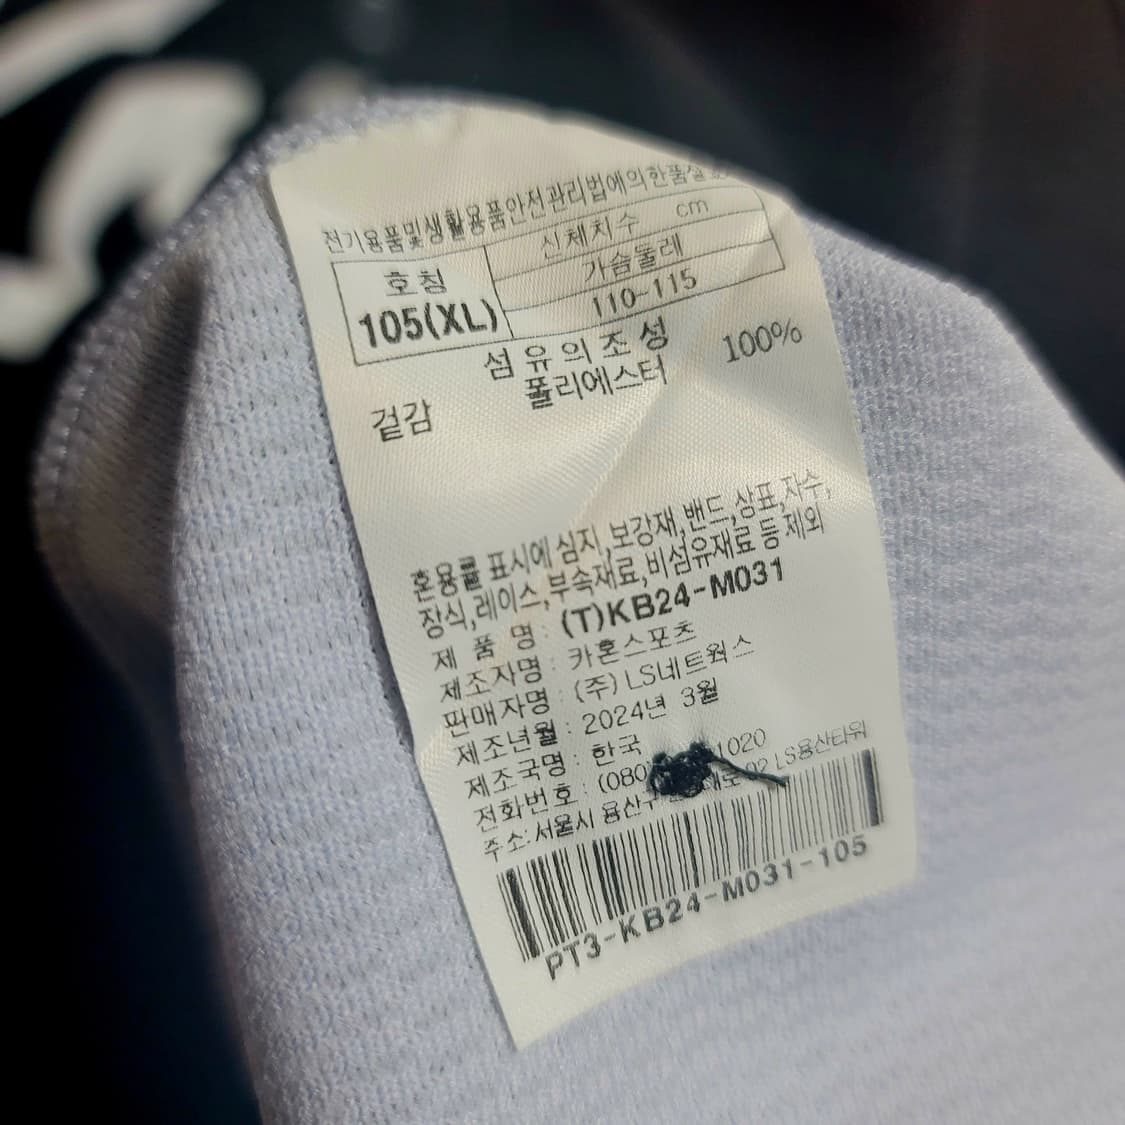 전기용품및생활용품안전관리법에의한품질
호칭
105(XL)
신체치수 cm
가슴둘레
110-115
섬유의조성
겉감 폴리에스터 100%
혼용률 표시에 심지,보강재,밴드,상표,자수,
장식,레이스,부속재료,비섬유재료 등 제외
제 품 명 : (T)KB24-M031
제조자명 : 카혼스포츠
판매자명 : (주)LS네트웍스
제조년월 : 2024년 3월
제조국명 : 한국
전화번호 : (080) 1020
주소:서울시 용산구 92 LS용산타워
PT3-KB24-M031-105